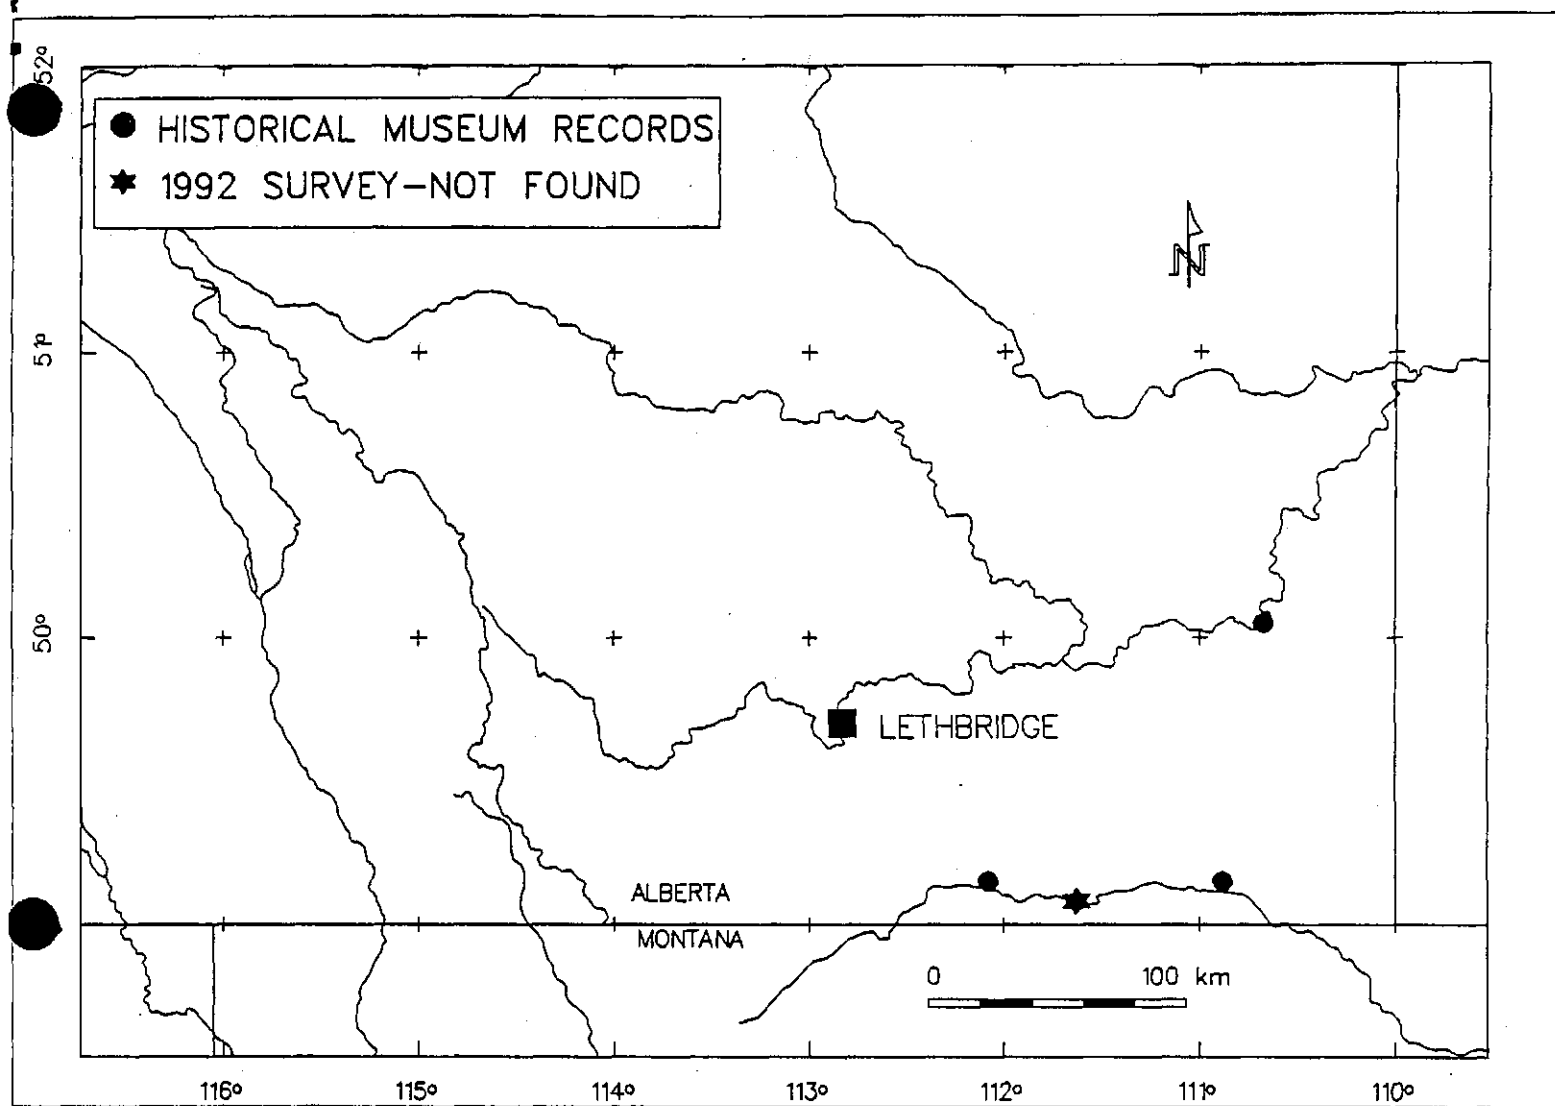 52°
HISTORICAL MUSEUM RECORDS
1992 SURVEY-NOT FOUND
N
51°
50°
LETHBRIDGE
ALBERTA
MONTANA
0 100 km
116° 115° 114° 113° 112° 111° 110°